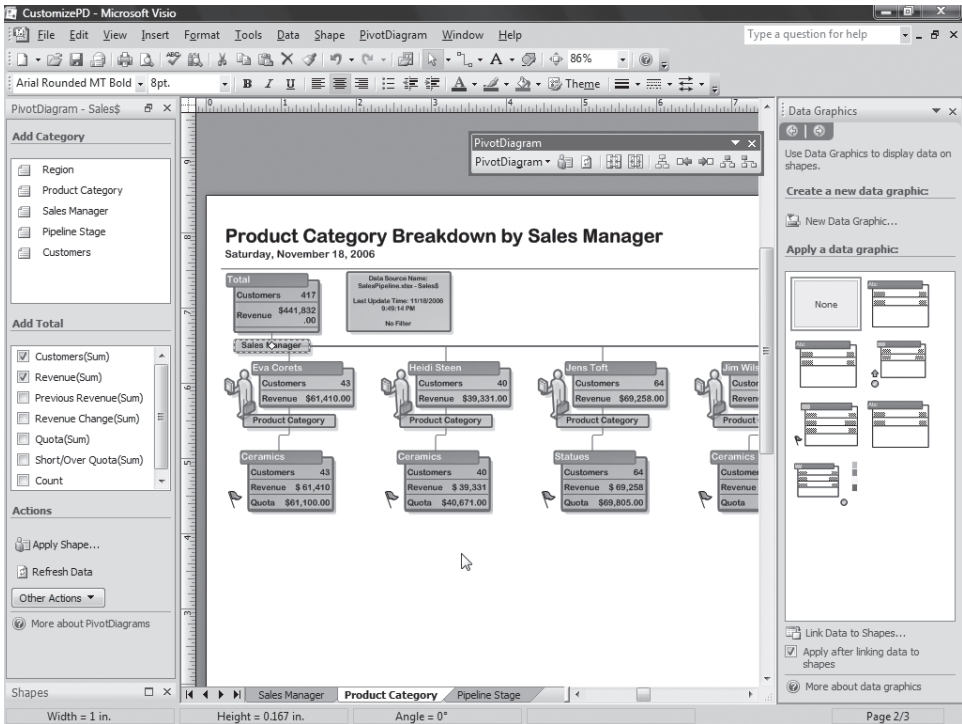 CustomizePD - Microsoft Visio
File Edit View Insert Format Tools Data Shape PivotDiagram Window Help
Type a question for help
86%
Arial Rounded MT Bold 8pt.
B I U
Theme
PivotDiagram - Sales$
Add Category
Region
Product Category
Sales Manager
Pipeline Stage
Customers
Add Total
Customers(Sum)
Revenue(Sum)
Previous Revenue(Sum)
Revenue Change(Sum)
Quota(Sum)
Short/Over Quota(Sum)
Count
Actions
Apply Shape...
Refresh Data
Other Actions
More about PivotDiagrams
Shapes
PivotDiagram
PivotDiagram
Product Category Breakdown by Sales Manager
Saturday, November 18, 2006
Total
Customers 417
Revenue $441,832
.00
Data Source Name:
SalesPipeline.xlsx - Sales$
Last Update Time: 11/18/2006
9:49:14 PM
No Filter
Sales Manager
Eva Corets
Customers 43
Revenue $61,410.00
Product Category
Ceramics
Customers 43
Revenue $ 61,410
Quota $61,100.00
Heidi Steen
Customers 40
Revenue $39,331.00
Product Category
Ceramics
Customers 40
Revenue $ 39,331
Quota $40,671.00
Jens Toft
Customers 64
Revenue $69,258.00
Product Category
Statues
Customers 64
Revenue $ 69,258
Quota $69,805.00
Jim Wils
Custor
Reven
Product Cat
Ceramics
Custome
Revenue
Quota
Sales Manager Product Category Pipeline Stage
Data Graphics
Use Data Graphics to display data on
shapes.
Create a new data graphic:
New Data Graphic...
Apply a data graphic:
None
Link Data to Shapes...
Apply after linking data to
shapes
More about data graphics
Width = 1 in. Height = 0.167 in. Angle = 0° Page 2/3